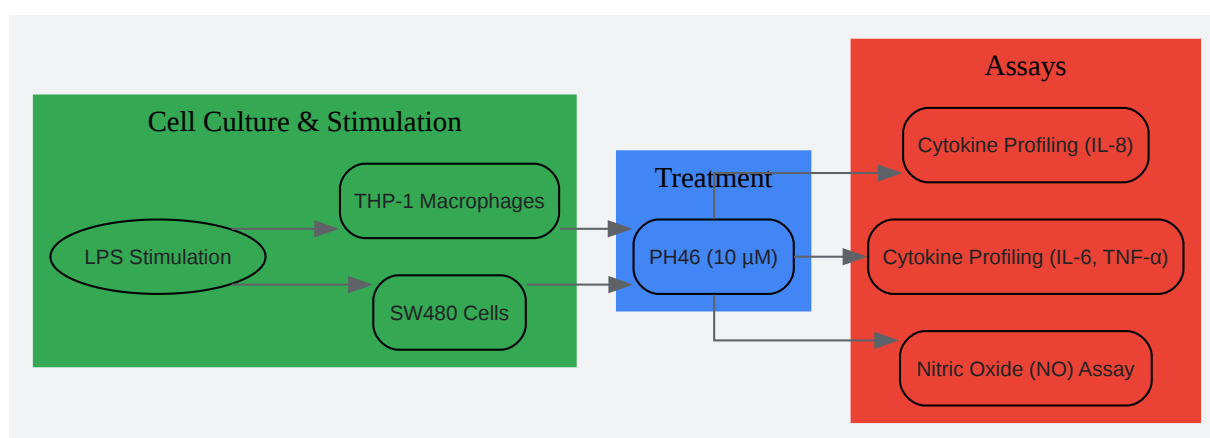 Cell Culture & Stimulation
LPS Stimulation
THP-1 Macrophages
SW480 Cells
Treatment
PH46 (10 µM)
Assays
Cytokine Profiling (IL-8)
Cytokine Profiling (IL-6, TNF-α)
Nitric Oxide (NO) Assay